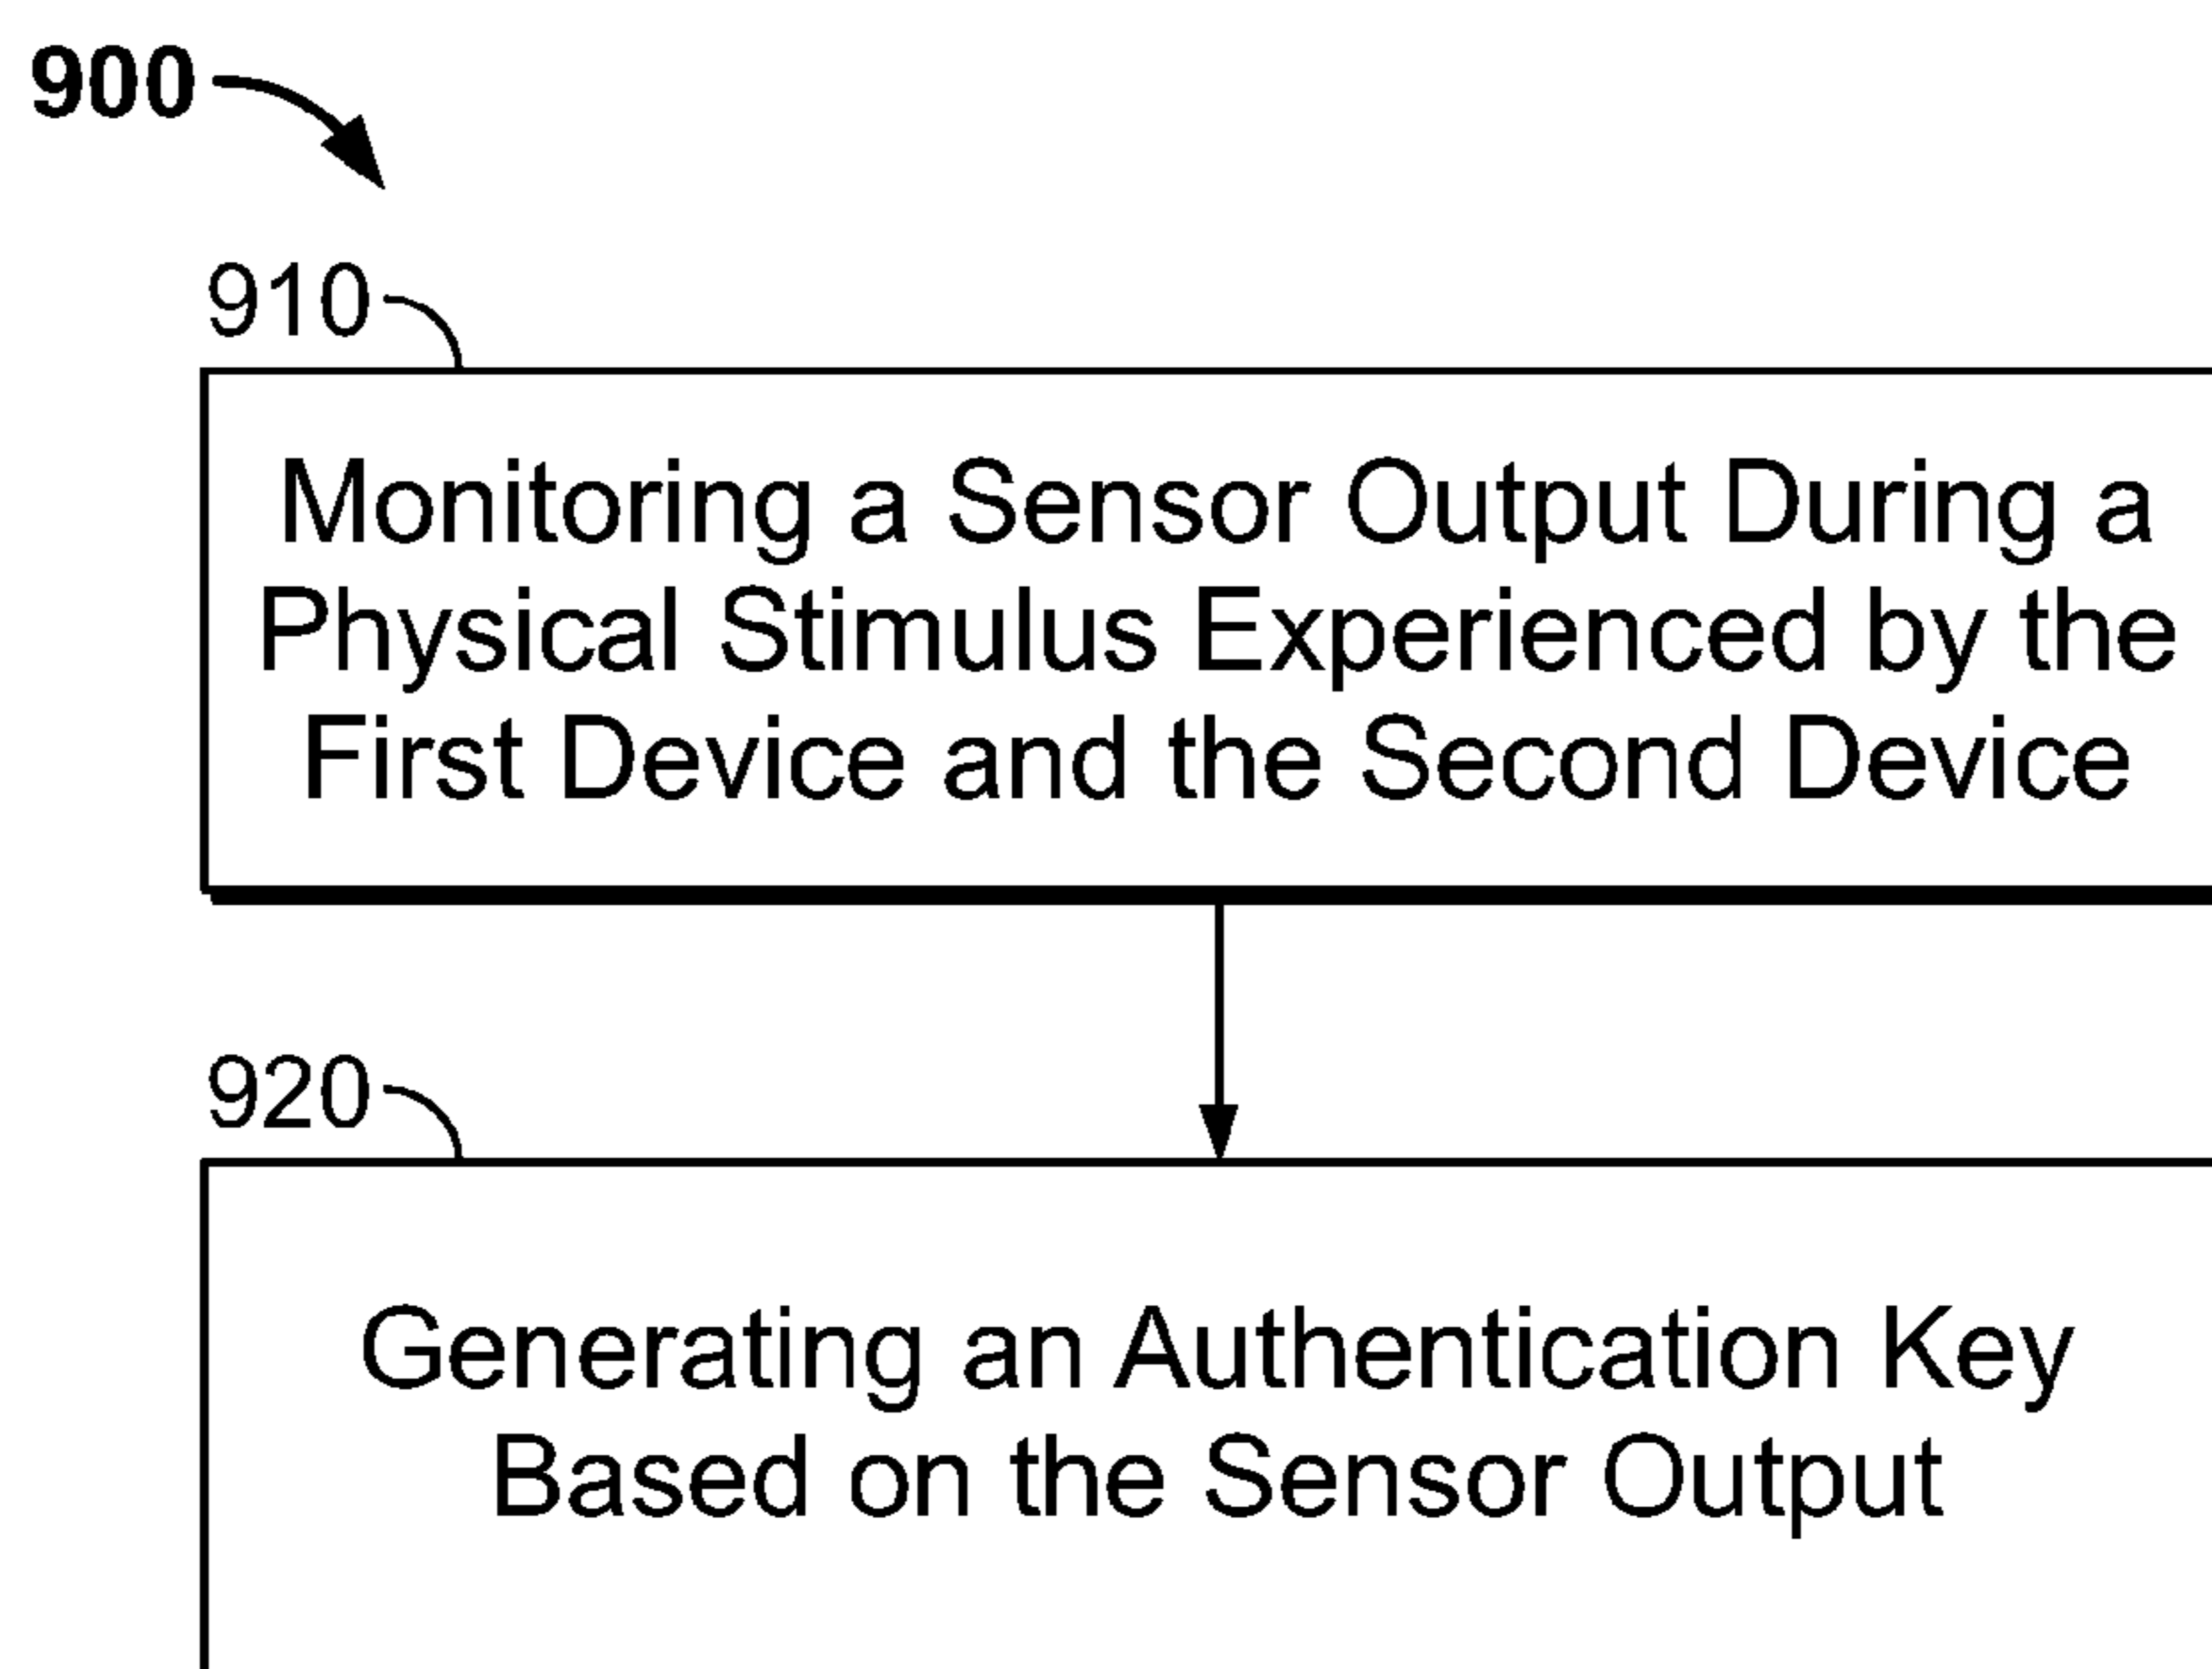 900
910
Monitoring a Sensor Output During a
Physical Stimulus Experienced by the
First Device and the Second Device
920
Generating an Authentication Key
Based on the Sensor Output